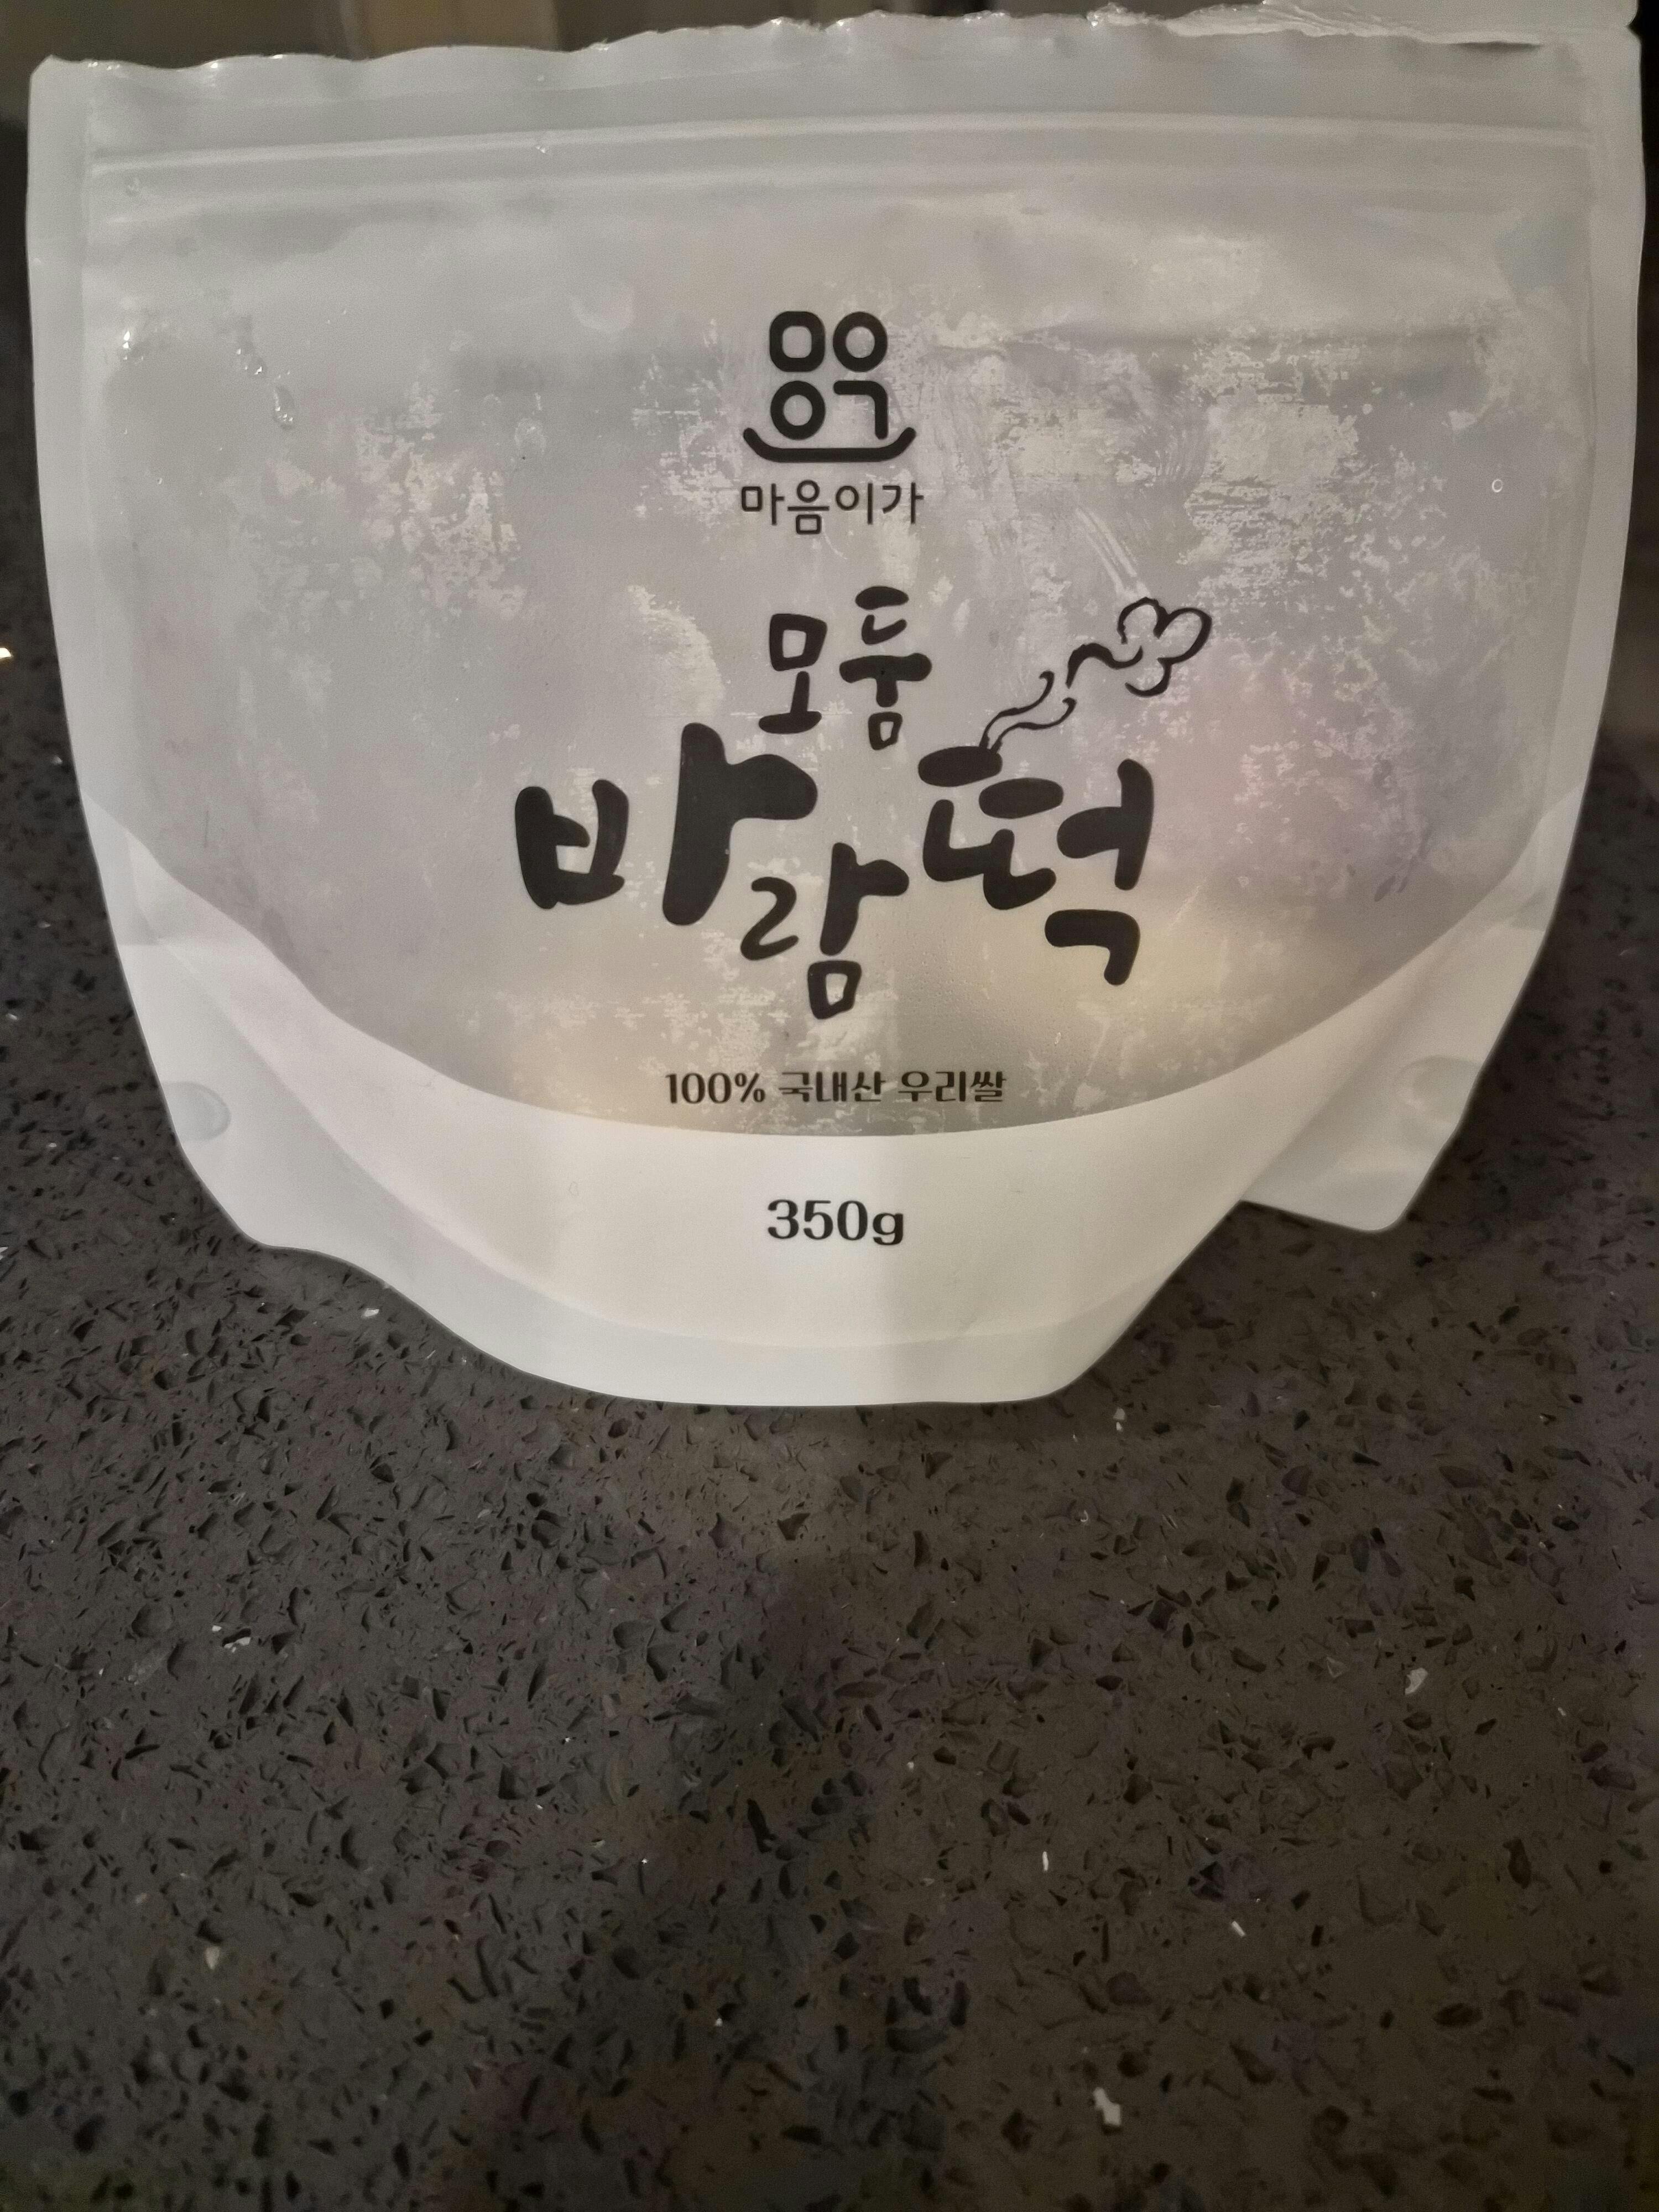 마음이가
모듬
바람떡
100% 국내산 우리쌀
350g